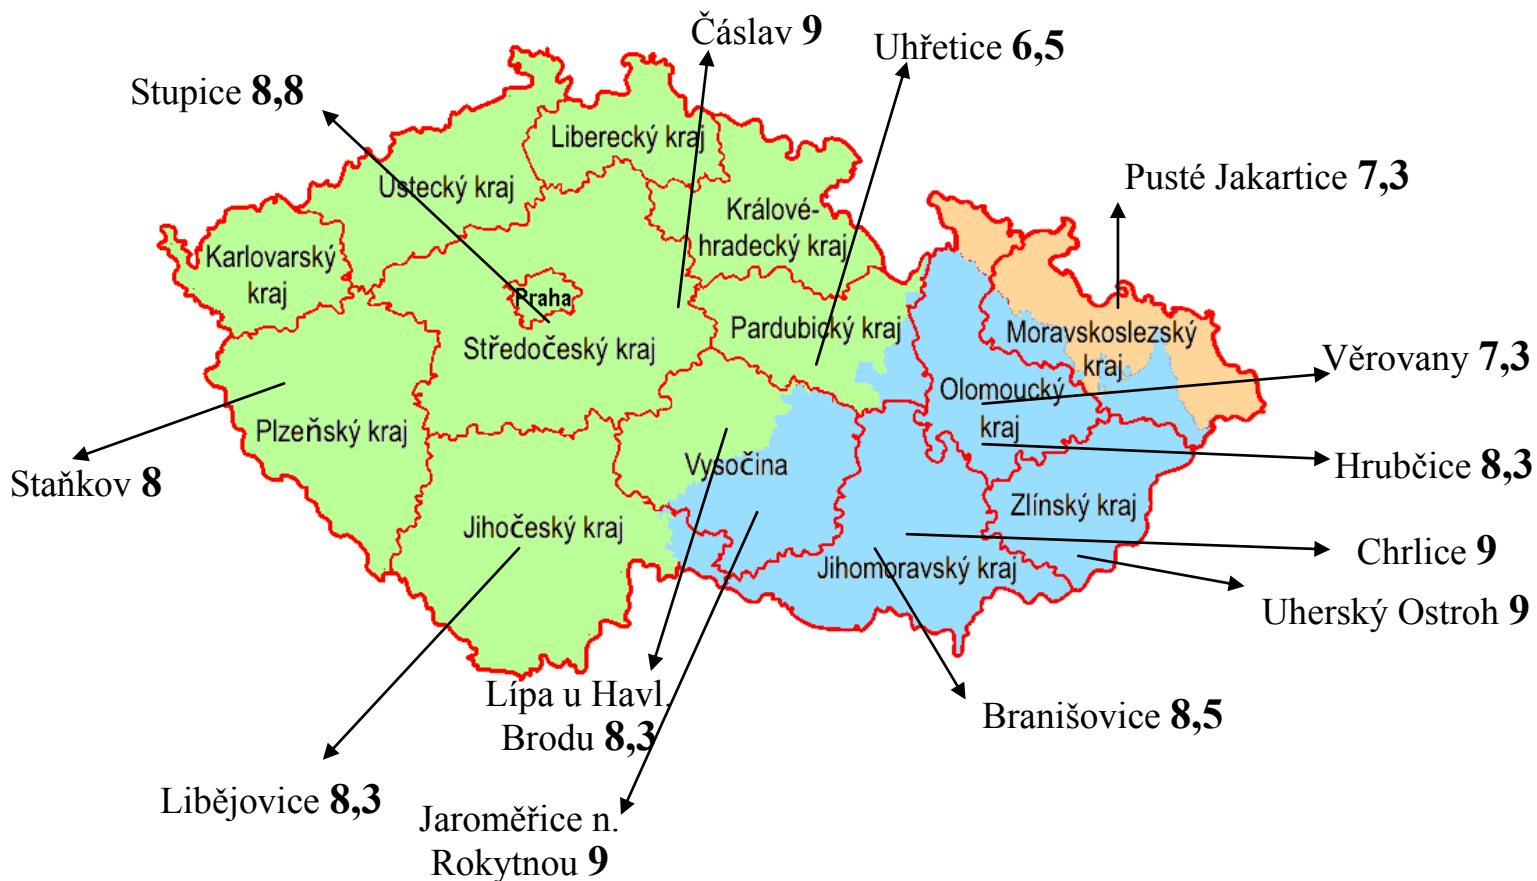 Čáslav 9
Uhřetice 6,5
Stupice 8,8
Liberecký kraj
Ústecký kraj
Pusté Jakartice 7,3
Králové-
hradecký kraj
Karlovarský
kraj
Praha
Pardubický kraj
Moravskoslezský
kraj
Středočeský kraj
Věrovany 7,3
Olomoucký
kraj
Plzeňský kraj
Vysočina
Hrubčice 8,3
Staňkov 8
Zlínský kraj
Jihočeský kraj
Chrlice 9
Jihomoravský kraj
Uherský Ostroh 9
Lípa u Havl.
Brodu 8,3
Branišovice 8,5
Libějovice 8,3
Jaroměřice n.
Rokytnou 9